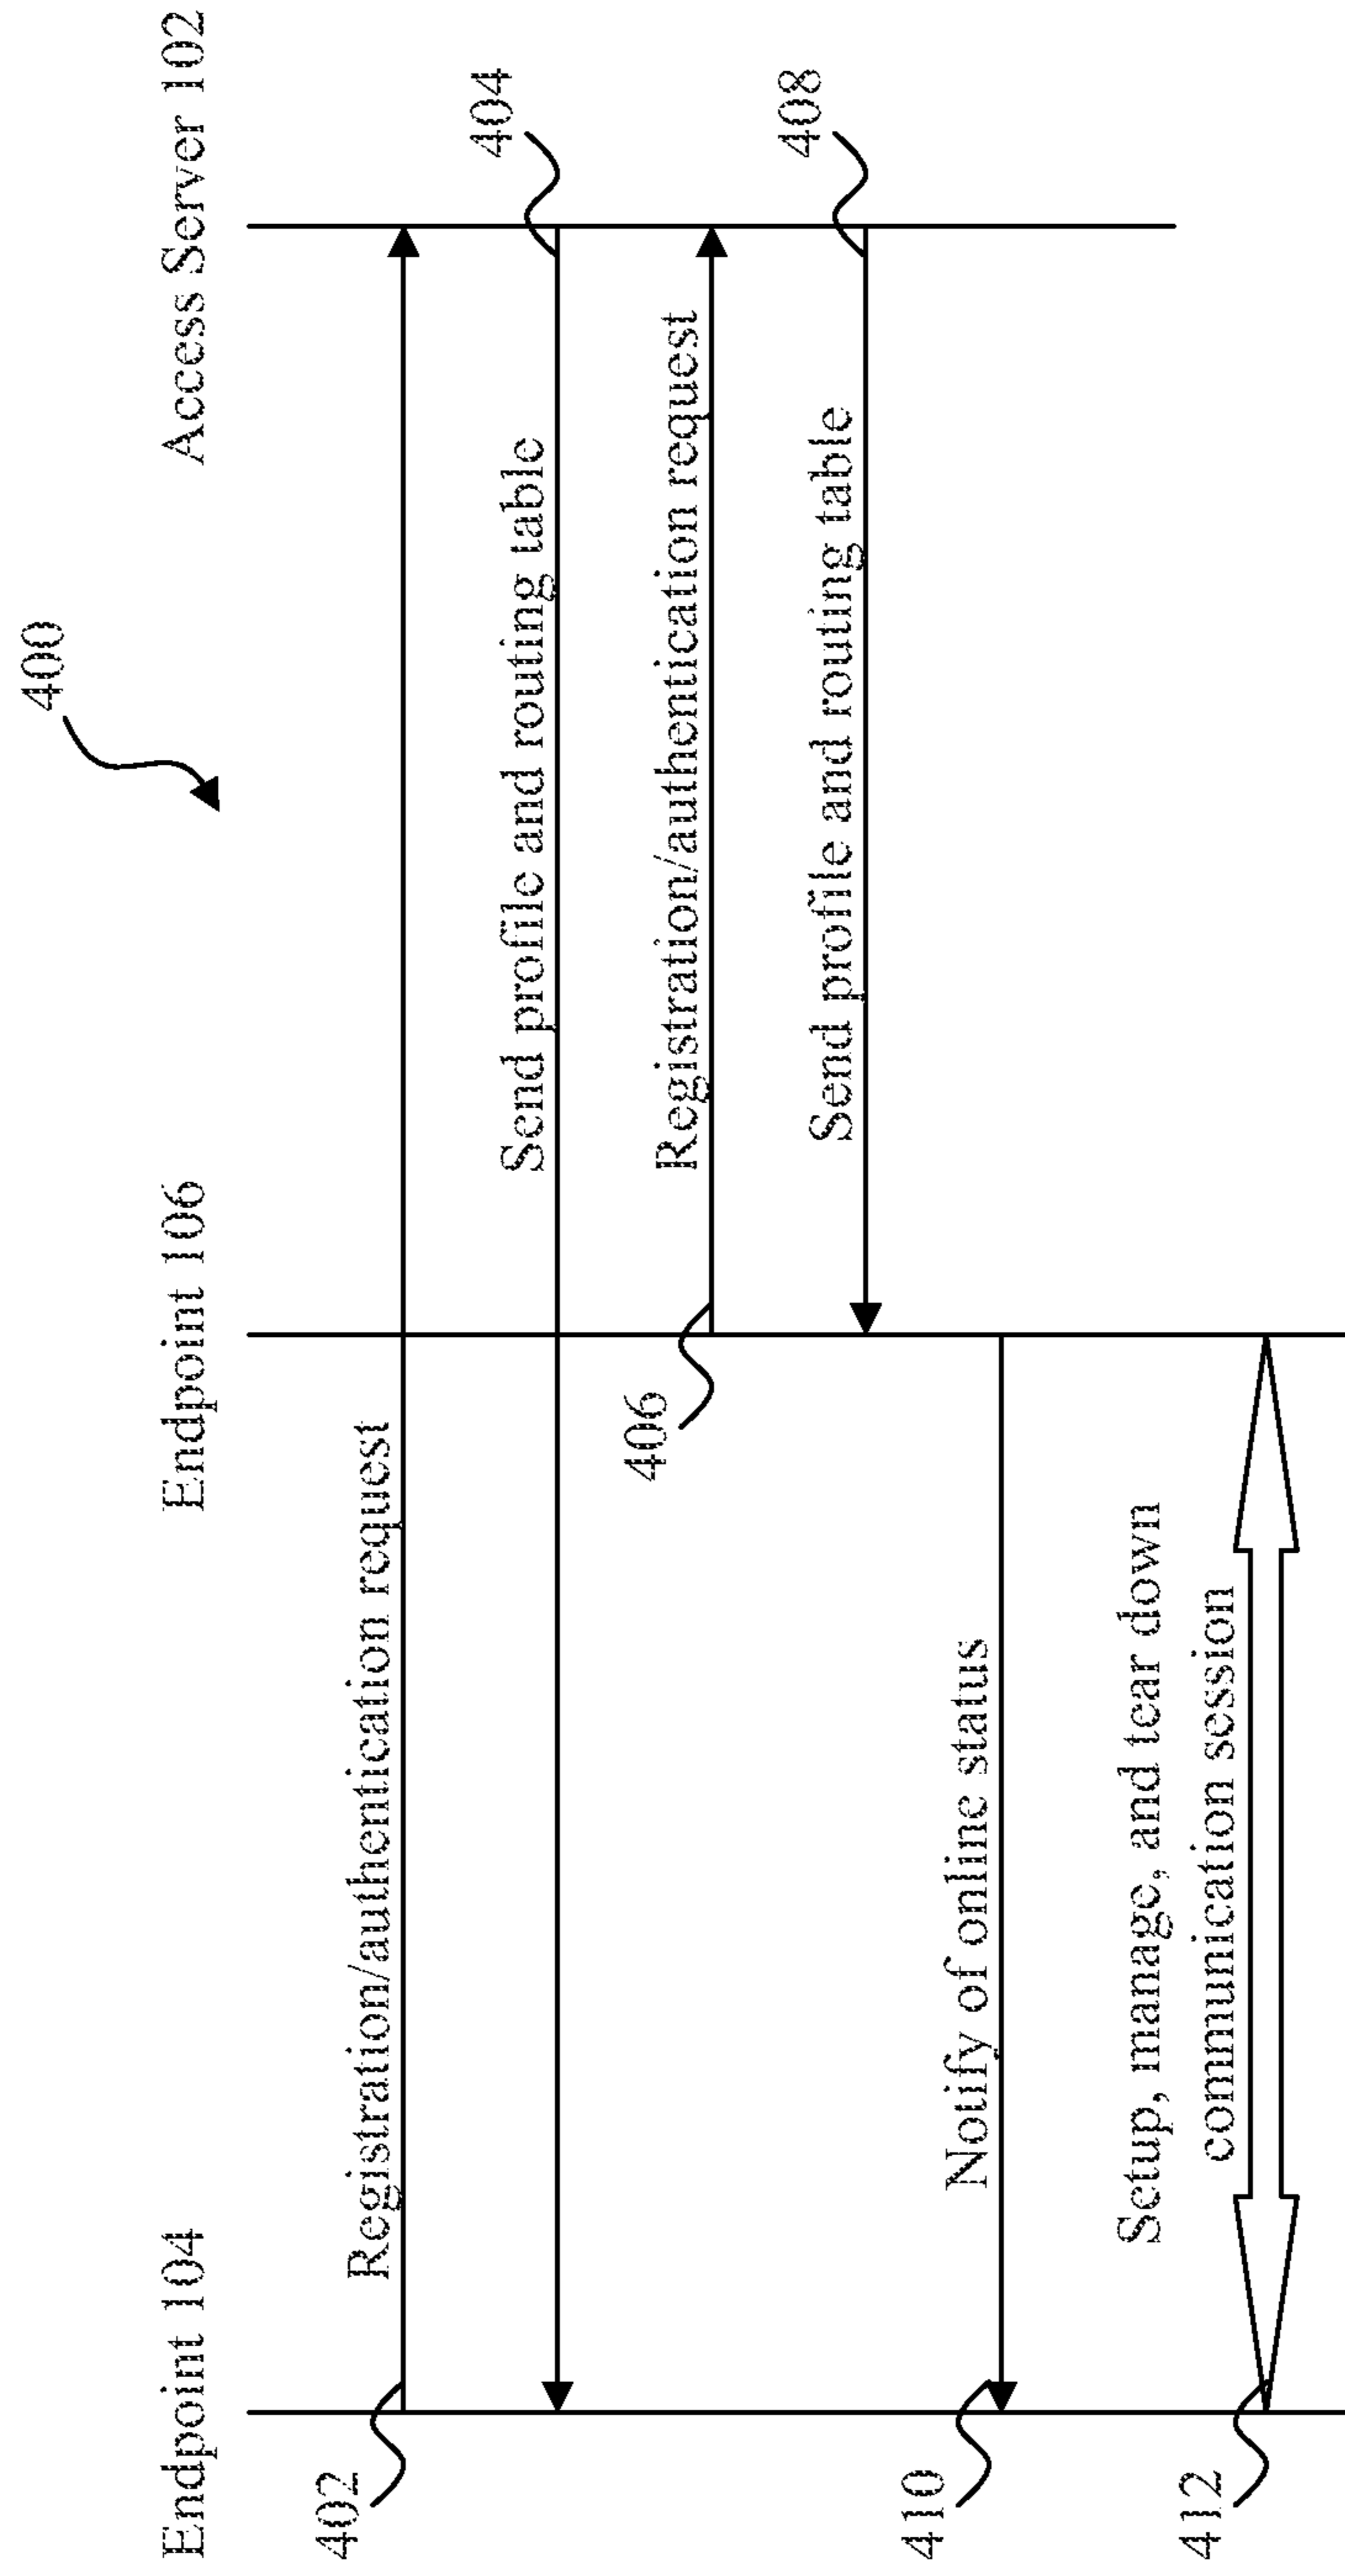 400
Endpoint 104
Endpoint 106
Access Server 102
402
Registration/authentication request
404
Send profile and routing table
406
Registration/authentication request
408
Send profile and routing table
410
Notify of online status
412
Setup, manage, and tear down
communication session